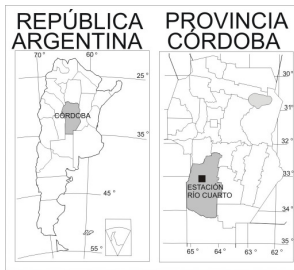 REPÚBLICA
ARGENTINA
70° 60°
25°
CÓRDOBA
35°
45°
55°
PROVINCIA
CÓRDOBA
30°
31°
32°
33°
ESTACIÓN
RÍO CUARTO
34°
35°
65° 64° 63° 62°